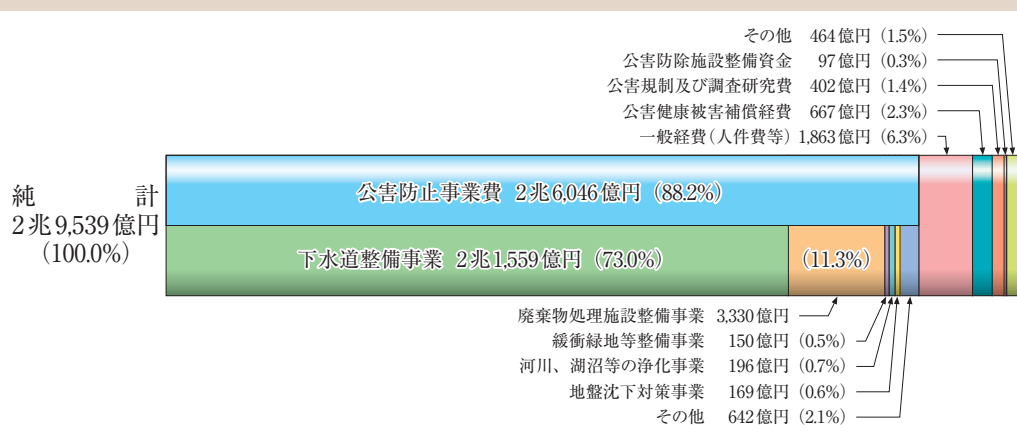 その他 464億円 (1.5%)
公害防除施設整備資金 97億円 (0.3%)
公害規制及び調査研究費 402億円 (1.4%)
公害健康被害補償経費 667億円 (2.3%)
一般経費(人件費等) 1,863億円 (6.3%)
純計
2兆9,539億円
(100.0%)
公害防止事業費 2兆6,046億円 (88.2%)
下水道整備事業 2兆1,559億円 (73.0%)
(11.3%)
廃棄物処理施設整備事業 3,330億円
緩衝緑地等整備事業 150億円 (0.5%)
河川、湖沼等の浄化事業 196億円 (0.7%)
地盤沈下対策事業 169億円 (0.6%)
その他 642億円 (2.1%)